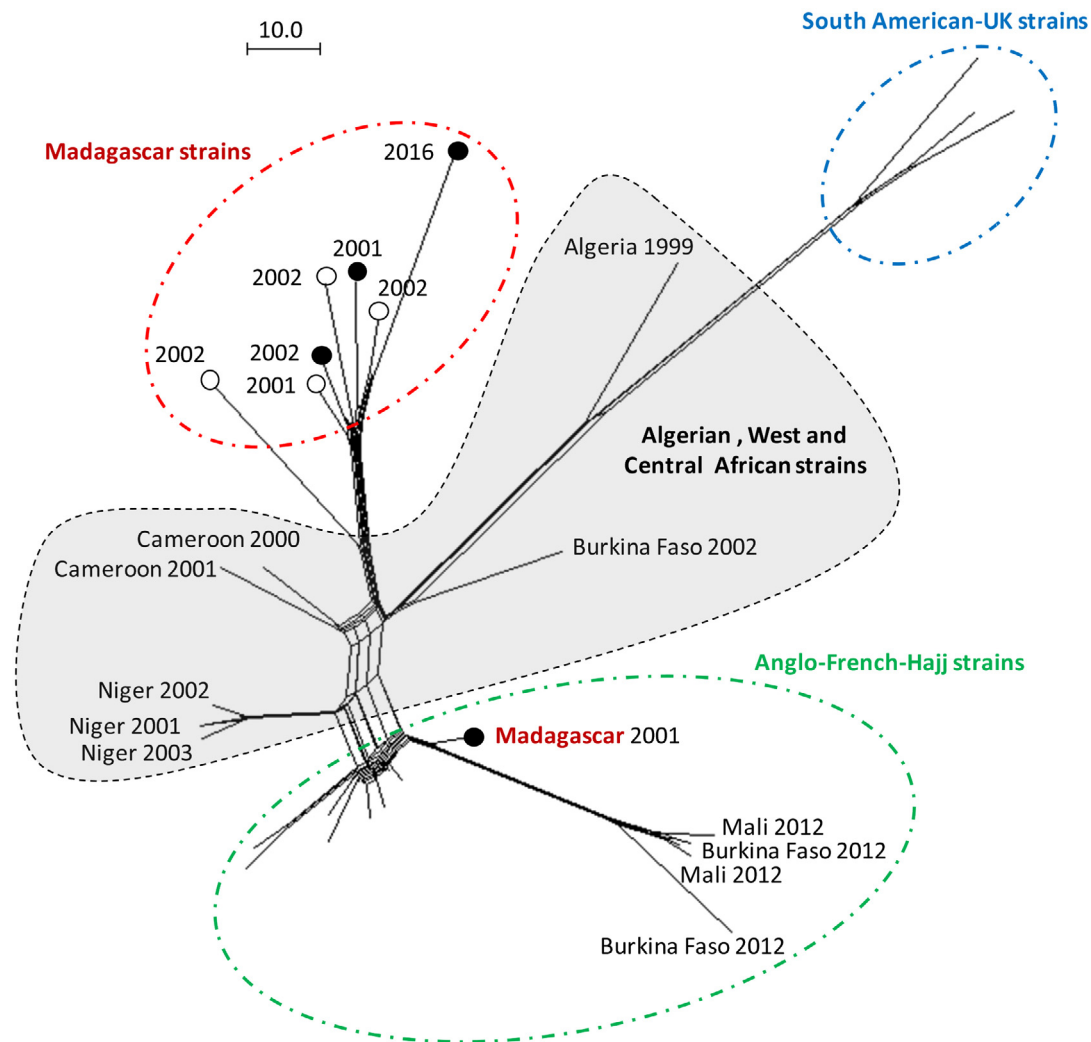 South American-UK strains
10.0
Madagascar strains
2016
2001
2002
2002
2002
2002
2001
Algeria 1999
Algerian , West and
Central African strains
Cameroon 2000
Cameroon 2001
Burkina Faso 2002
Anglo-French-Hajj strains
Niger 2002
Niger 2001
Niger 2003
Madagascar 2001
Mali 2012
Burkina Faso 2012
Mali 2012
Burkina Faso 2012